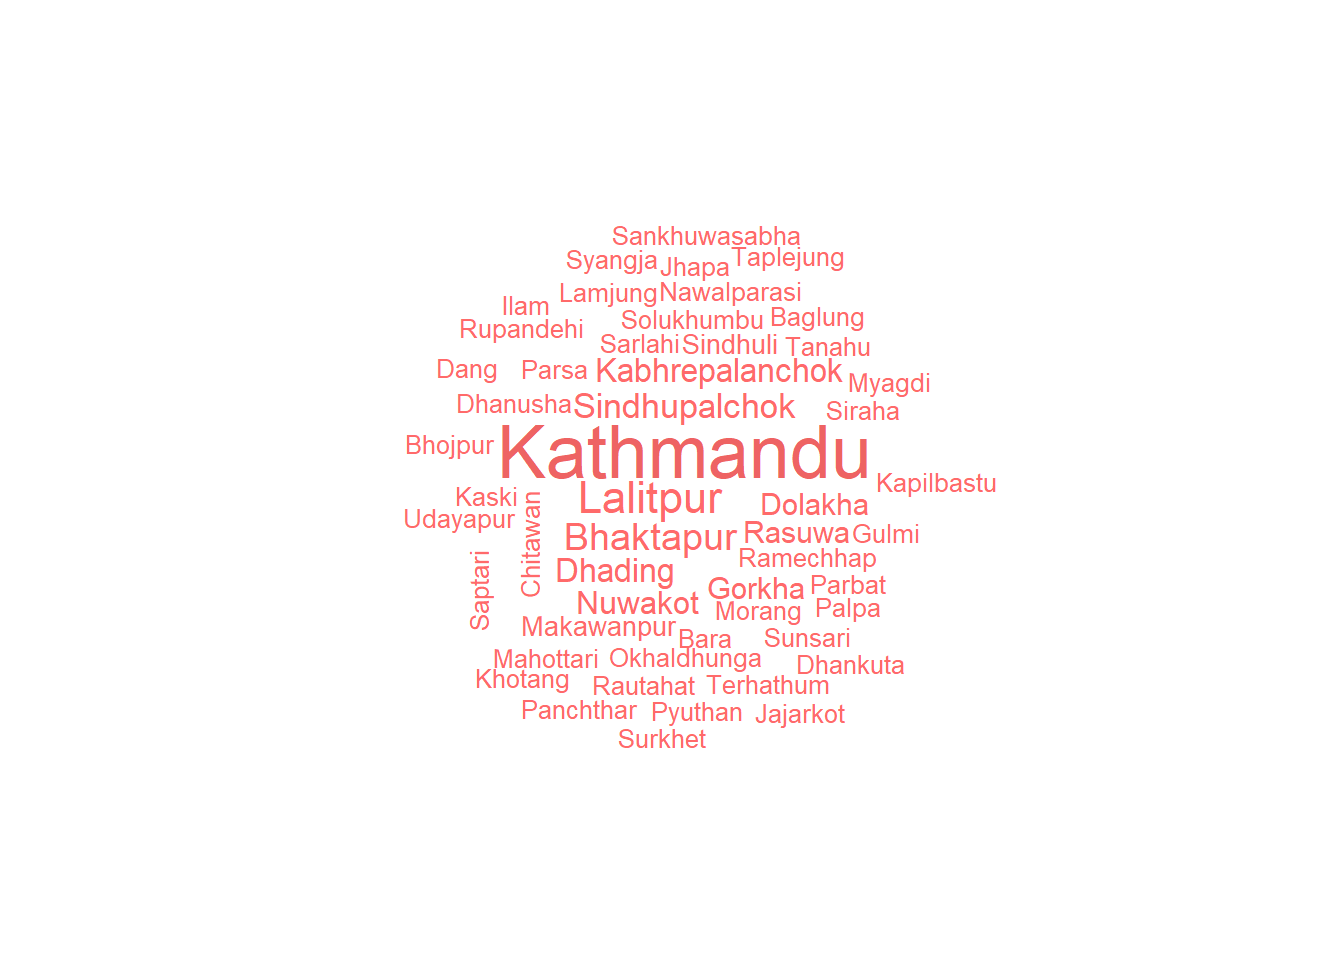 Sankhuwasabha
Syangja Jhapa Taplejung
Lamjung Nawalparasi
Ilam
Rupandehi Solukhumbu Baglung
Sarlahi Sindhuli Tanahu
Dang Parsa Kabhrepalanchok Myagdi
Dhanusha Sindhupalchok Siraha
Bhojpur Kathmandu
Kapilbastu
Kaski Lalitpur Dolakha
Udayapur Chitawan Bhaktapur Rasuwa Gulmi
Ramechhap
Saptari Dhading Gorkha Parbat
Nuwakot Morang Palpa
Makawanpur Bara Sunsari
Mahottari Okhaldhunga Dhankuta
Khotang Rautahat Terhathum
Panchthar Pyuthan Jajarkot
Surkhet